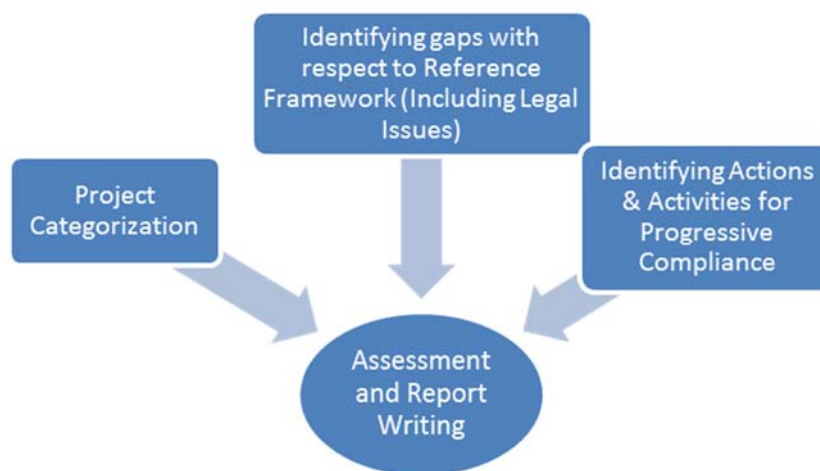 Identifying gaps with
respect to Reference
Framework (Including Legal
Issues)
Project
Categorization
Identifying Actions
& Activities for
Progressive
Compliance
Assessment
and Report
Writing